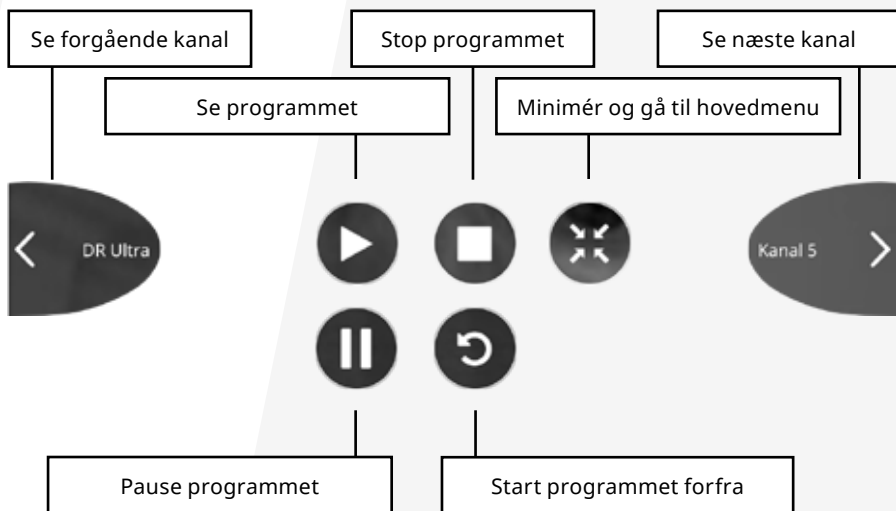 Se forgående kanal
Stop programmet
Se næste kanal
Se programmet
Minimér og gå til hovedmenu
DR Ultra
Kanal 5
Pause programmet
Start programmet forfra